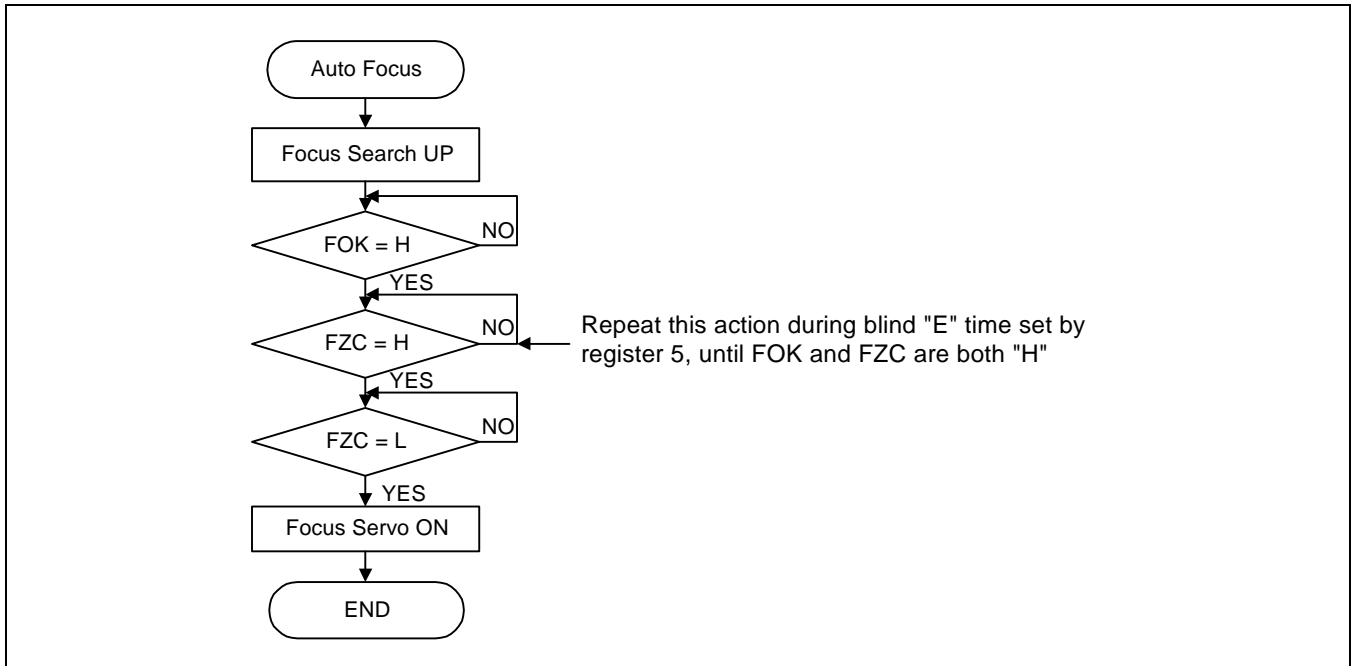 Auto Focus
Focus Search UP
NO
FOK = H
YES
NO
FZC = H
Repeat this action during blind "E" time set by
register 5, until FOK and FZC are both "H"
YES
NO
FZC = L
YES
Focus Servo ON
END